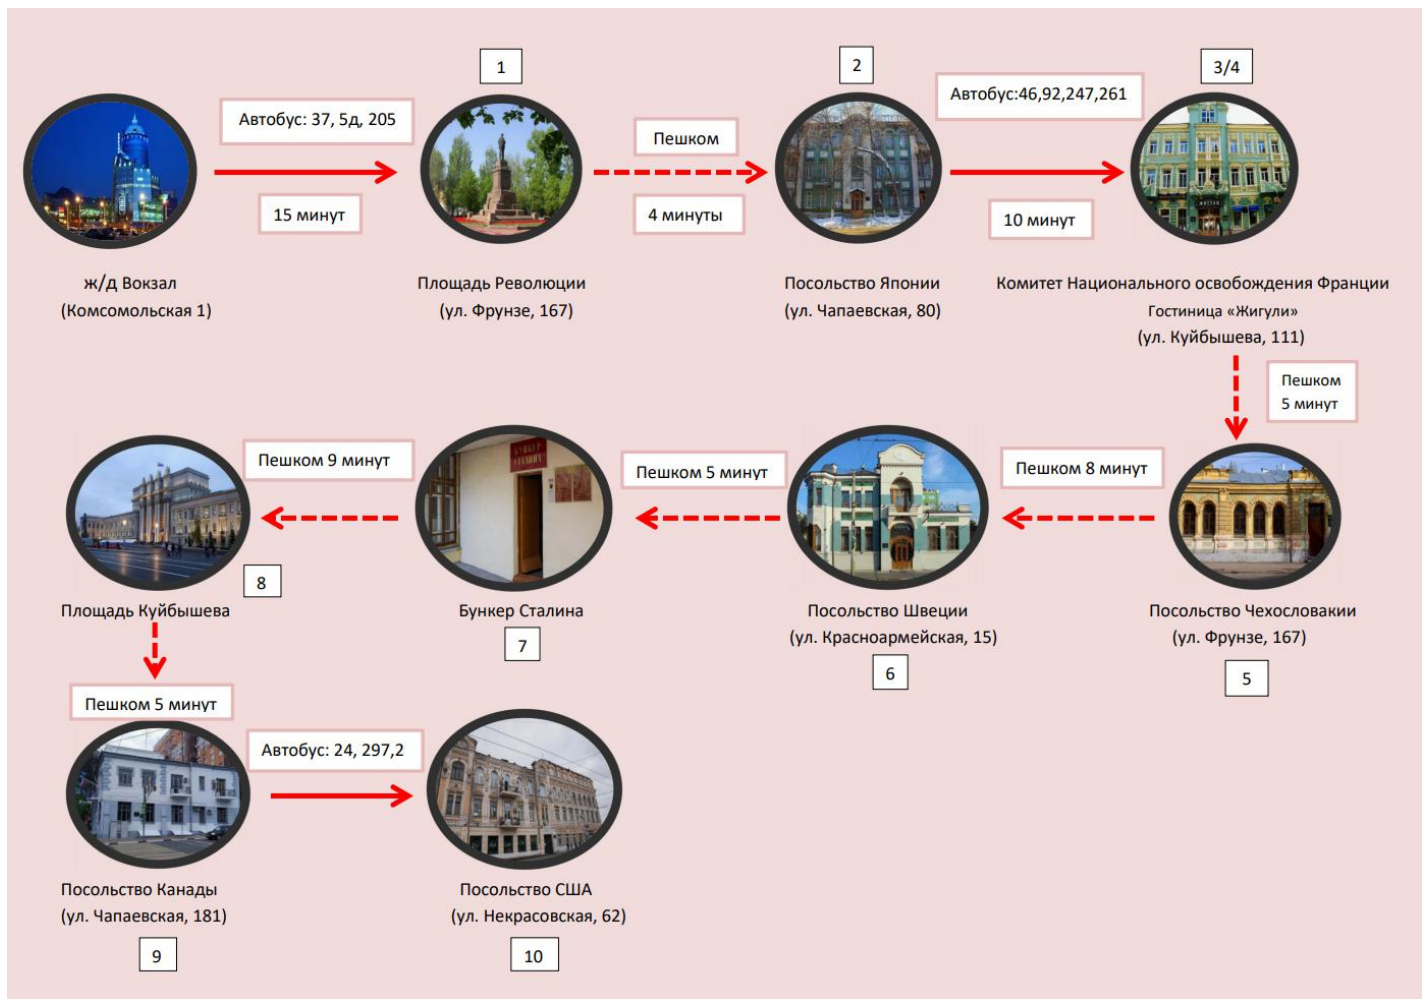 1
2
3/4
Автобус: 37, 5д, 205
Пешком
Автобус:46,92,247,261
15 минут
4 минуты
10 минут
ж/д Вокзал
(Комсомольская 1)
Площадь Революции
(ул. Фрунзе, 167)
Посольство Японии
(ул. Чапаевская, 80)
Комитет Национального освобождения Франции
Гостиница «Жигули»
(ул. Куйбышева, 111)
Пешком
5 минут
Пешком 9 минут
Пешком 5 минут
Пешком 8 минут
БУНКЕР
СТАЛИНА
8
Площадь Куйбышева
Бункер Сталина
7
Посольство Швеции
(ул. Красноармейская, 15)
6
Посольство Чехословакии
(ул. Фрунзе, 167)
5
Пешком 5 минут
Автобус: 24, 297,2
Посольство Канады
(ул. Чапаевская, 181)
9
Посольство США
(ул. Некрасовская, 62)
10